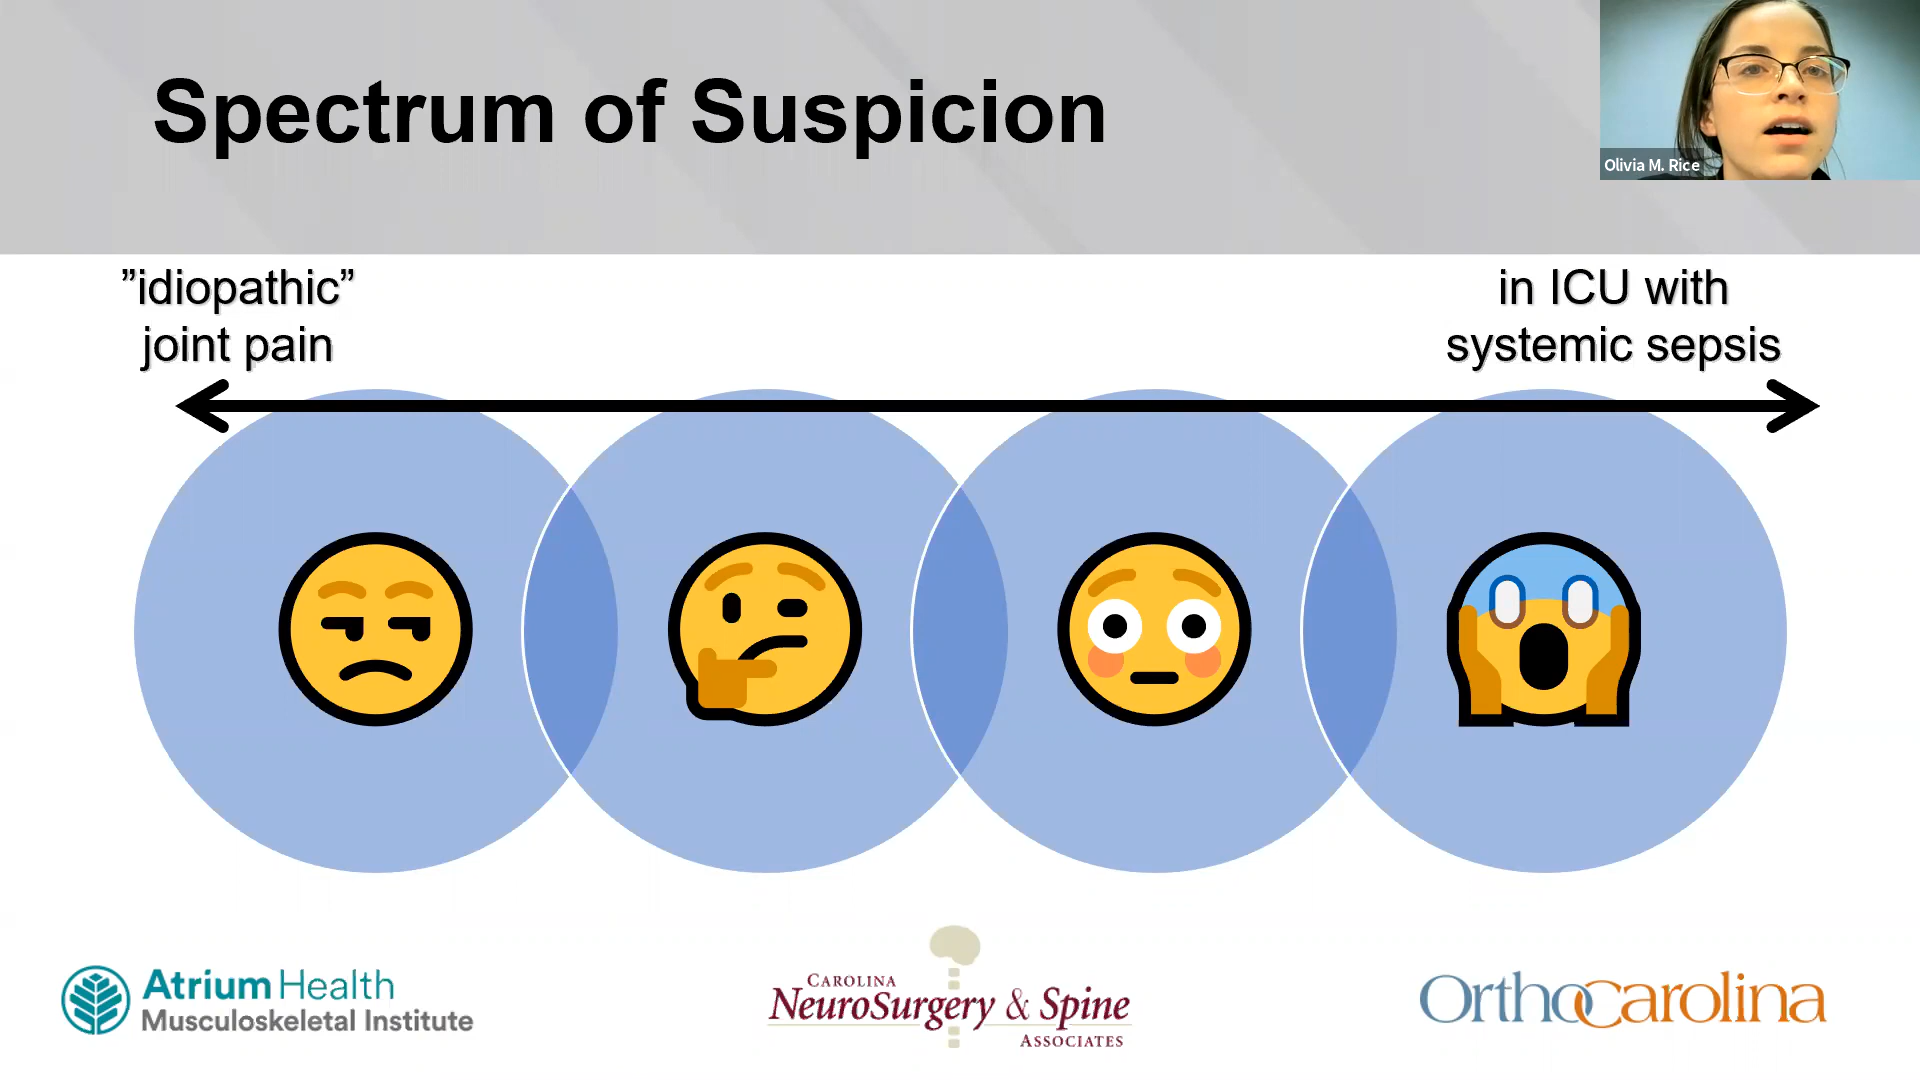 Spectrum of Suspicion
Olivia M. Rice
”idiopathic”
joint pain
in ICU with
systemic sepsis
Atrium Health
Musculoskeletal Institute
CAROLINA
NEUROSURGERY & SPINE
ASSOCIATES
OrthoCarolina